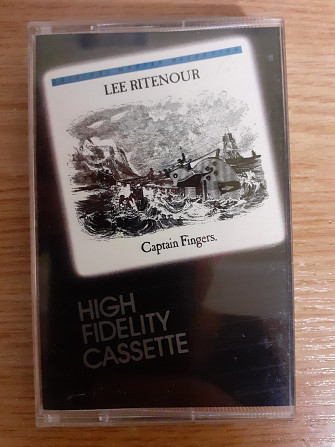 LEE RITENOUR
Captain Fingers.
HIGH
FIDELITY
CASSETTE